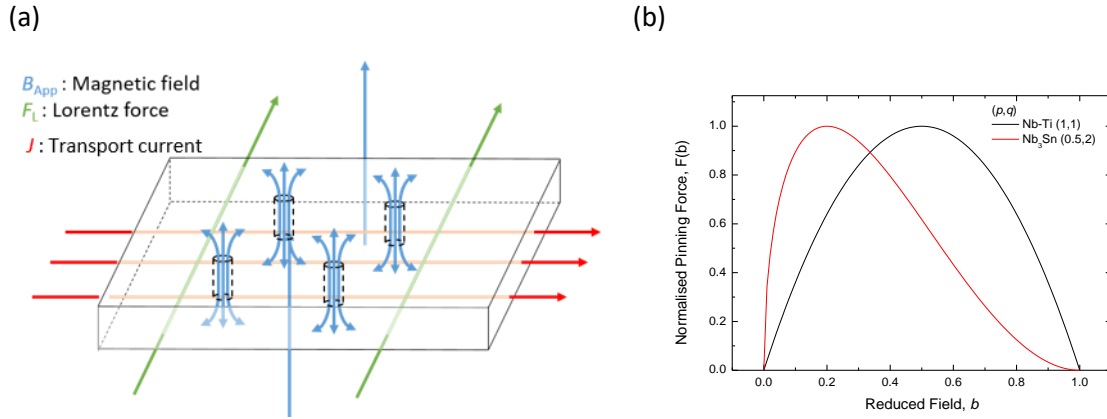 (a)
B_App : Magnetic field
F_L : Lorentz force
J : Transport current
(b)
Normalised Pinning Force, F(b)
1.0
0.8
0.6
0.4
0.2
0.0
(p,q)
Nb-Ti (1,1)
Nb₃Sn (0.5,2)
0.0 0.2 0.4 0.6 0.8 1.0
Reduced Field, b